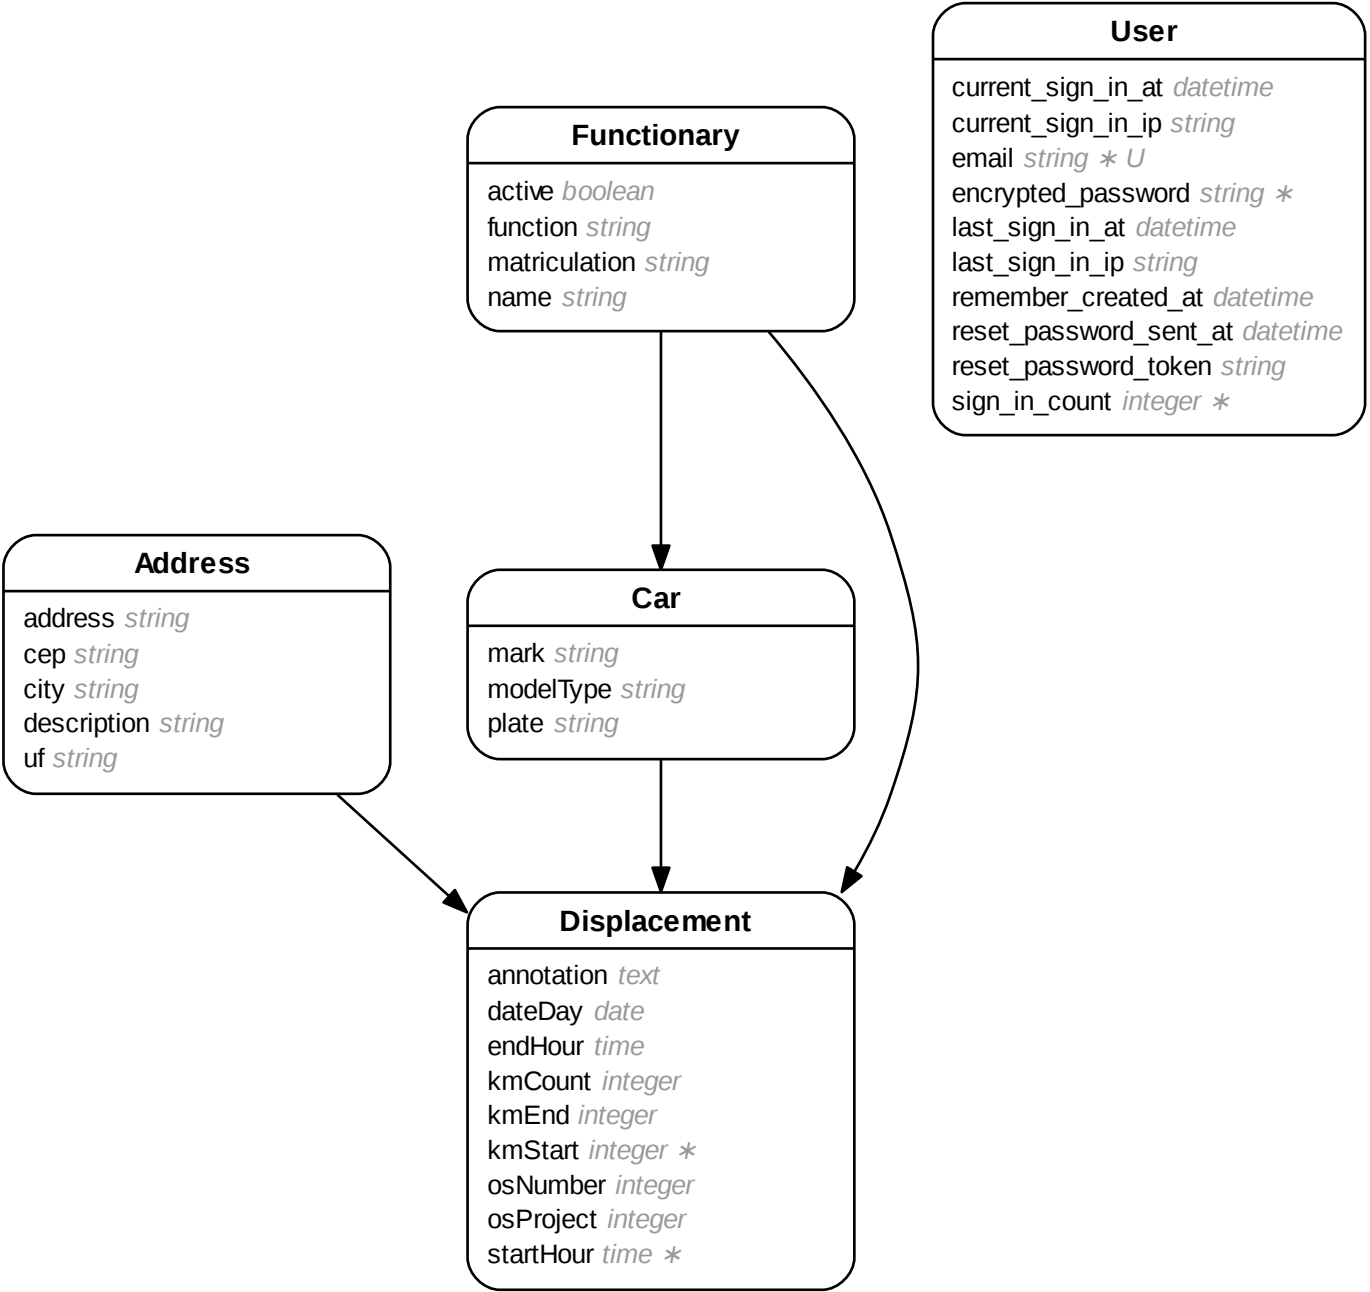 User
current_sign_in_at datetime
current_sign_in_ip string
email string ∗ U
encrypted_password string ∗
last_sign_in_at datetime
last_sign_in_ip string
remember_created_at datetime
reset_password_sent_at datetime
reset_password_token string
sign_in_count integer ∗
Functionary
active boolean
function string
matriculation string
name string
Address
address string
cep string
city string
description string
uf string
Car
mark string
modelType string
plate string
Displacement
annotation text
dateDay date
endHour time
kmCount integer
kmEnd integer
kmStart integer ∗
osNumber integer
osProject integer
startHour time ∗